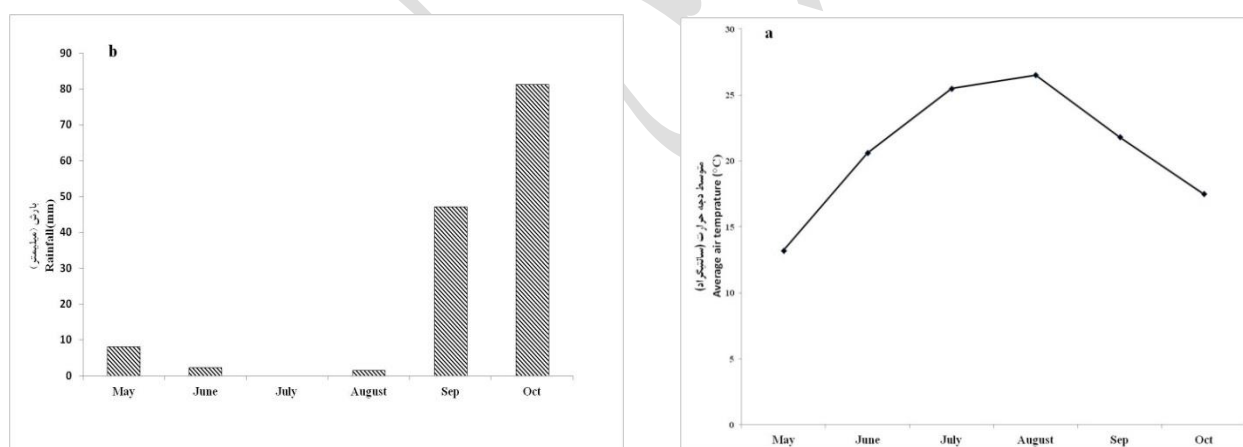 b
90
80
70
60
50
40
30
20
10
0
بارش (میلیمتر)
Rainfall(mm)
May June July August Sep Oct
a
30
25
20
15
10
5
0
متوسط دجه حرارت (سانتیگراد)
Average air temprature (°C)
May June July August Sep Oct